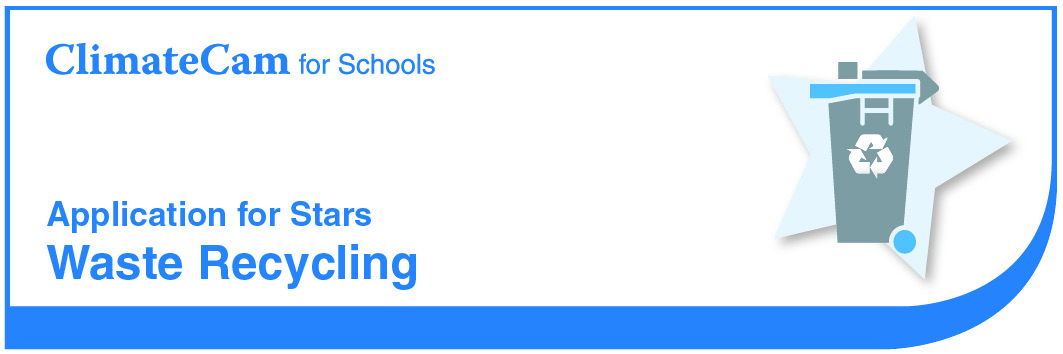 ClimateCam for Schools
Application for Stars
Waste Recycling